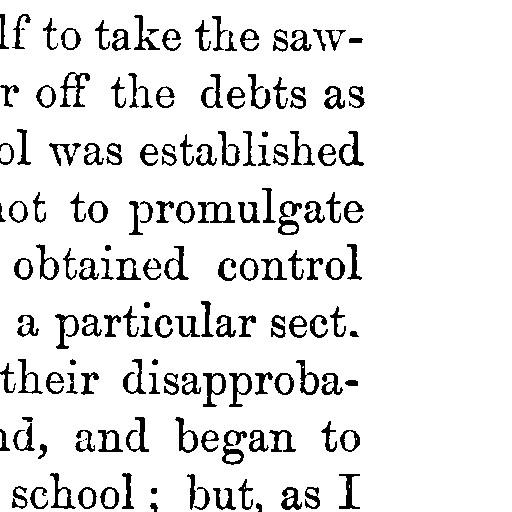 lf to take the saw-
r off the debts as
ol was established
not to promulgate
obtained control
a particular sect.
their disapproba-
nd, and began to
school ; but, as I